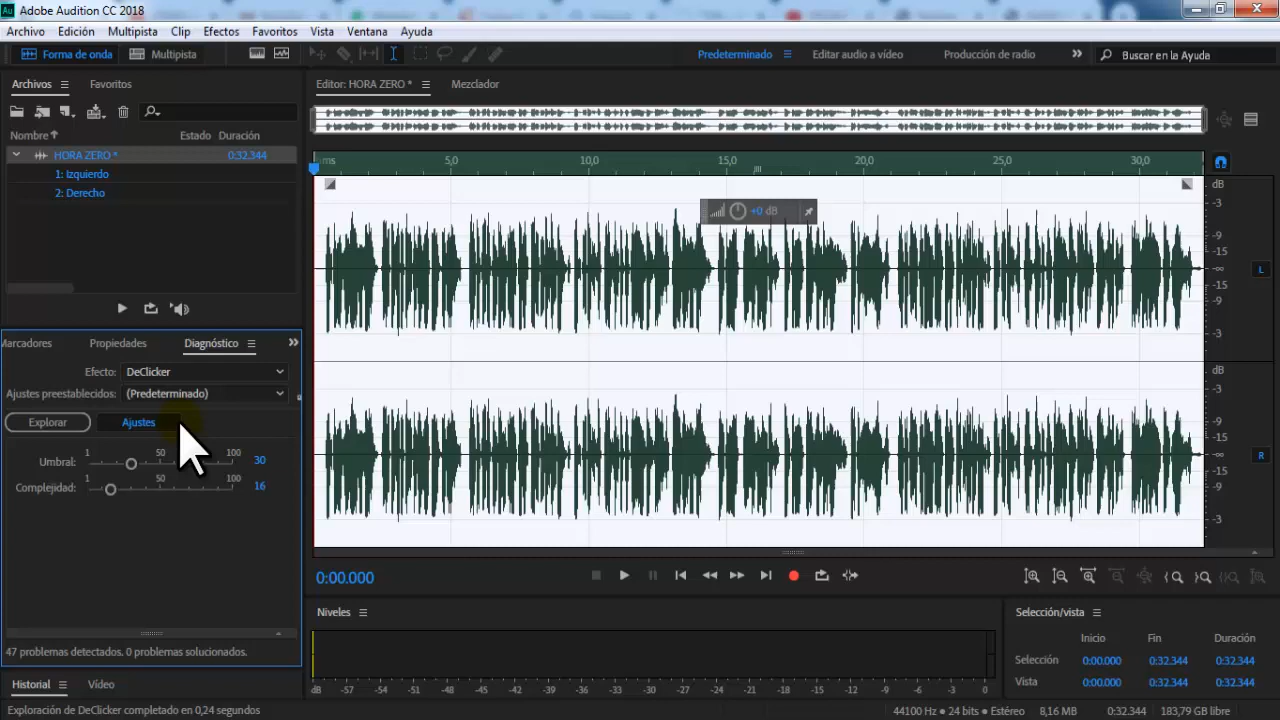 Au Adobe Audition CC 2018
Archivo Edición Multipista Clip Efectos Favoritos Vista Ventana Ayuda
Forma de onda Multipista Predeterminado Editar audio a vídeo Producción de radio » Buscar en la Ayuda
Archivos Favoritos
Editor: HORA ZERO * Mezclador
Nombre Estado Duración
HORA ZERO * 0:32.344
1: Izquierdo
2: Derecho
ms 5,0 10,0 15,0 20,0 25,0 30,0
dB
-3
-9
-15
-∞
-15
-9
-3
L
+0 dB
dB
-3
-9
-15
-∞
-15
-9
-3
R
Marcadores Propiedades Diagnóstico »
Efecto: DeClicker
Ajustes preestablecidos: (Predeterminado)
Explorar Ajustes
1 50 100
Umbral: 30
1 50 100
Complejidad: 16
47 problemas detectados. 0 problemas solucionados.
0:00.000
Niveles
dB -57 -54 -51 -48 -45 -42 -39 -36 -33 -30 -27 -24 -21 -18 -15 -12 -9 -6 -3 0
Selección/vista
Inicio Fin Duración
Selección 0:00.000 0:32.344 0:32.344
Vista 0:00.000 0:32.344 0:32.344
Historial Vídeo
Exploración de DeClicker completado en 0,24 segundos
44100 Hz • 24 bits • Estéreo 8,16 MB 0:32.344 183,79 GB libre